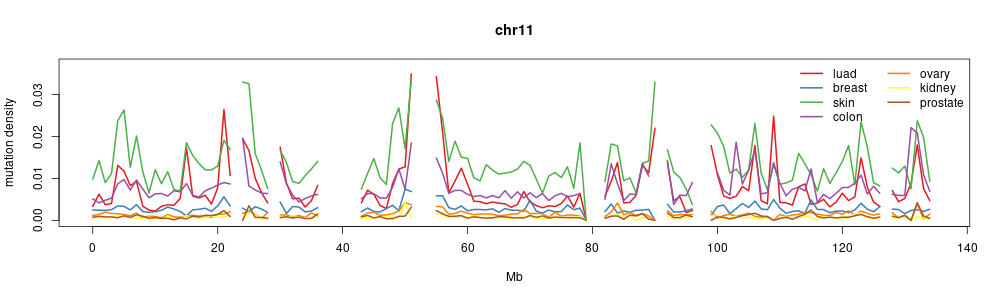 chr11
mutation density
0.00 0.01 0.02 0.03
luad ovary
breast kidney
skin prostate
colon
0 20 40 60 80 100 120 140
Mb